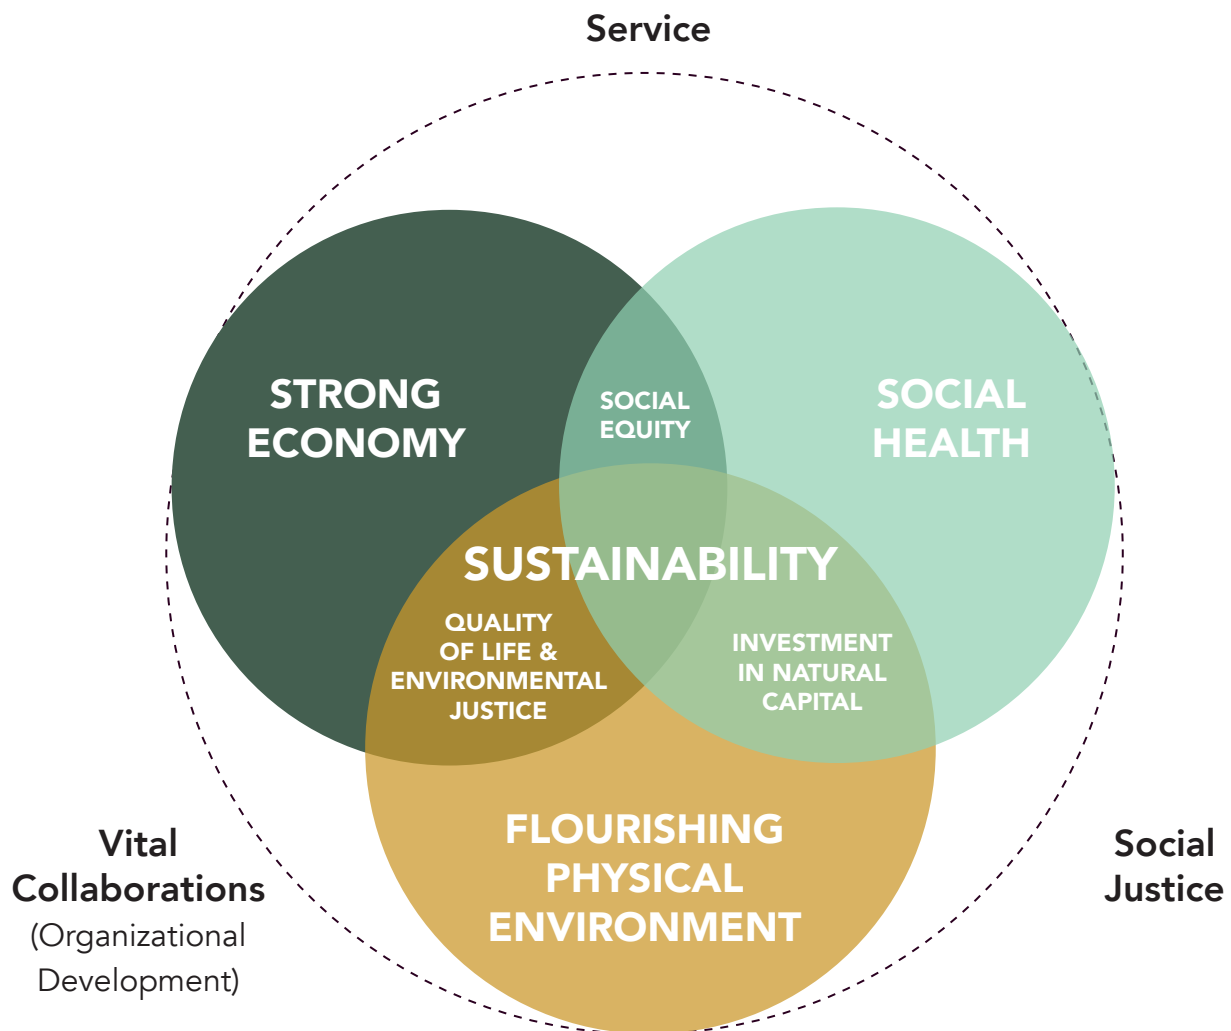 Service
STRONG
ECONOMY
SOCIAL
EQUITY
SOCIAL
HEALTH
SUSTAINABILITY
QUALITY
OF LIFE &
ENVIRONMENTAL
JUSTICE
INVESTMENT
IN NATURAL
CAPITAL
FLOURISHING
PHYSICAL
ENVIRONMENT
Vital
Collaborations
(Organizational
Development)
Social
Justice